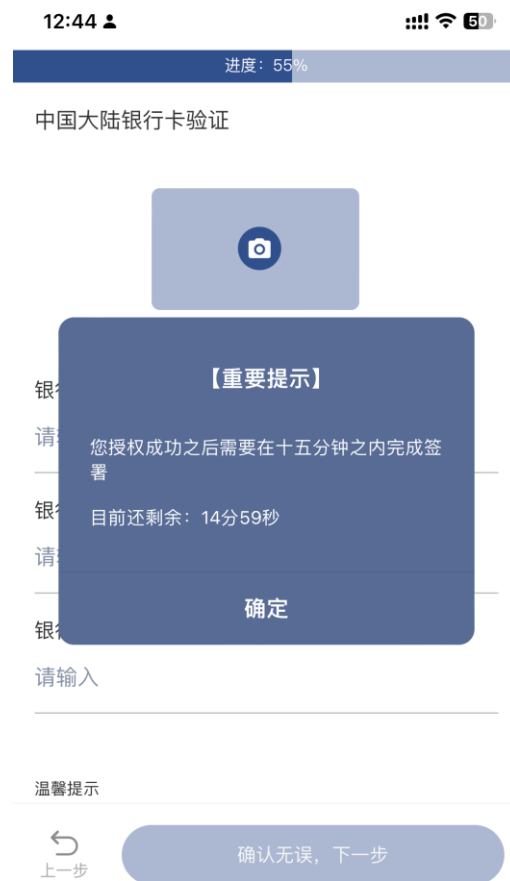 12:44
50
进度：55%
中国大陆银行卡验证
【重要提示】
银
请
您授权成功之后需要在十五分钟之内完成签
署
银
目前还剩余：14分59秒
请
确定
银
请输入
温馨提示
上一步
确认无误，下一步